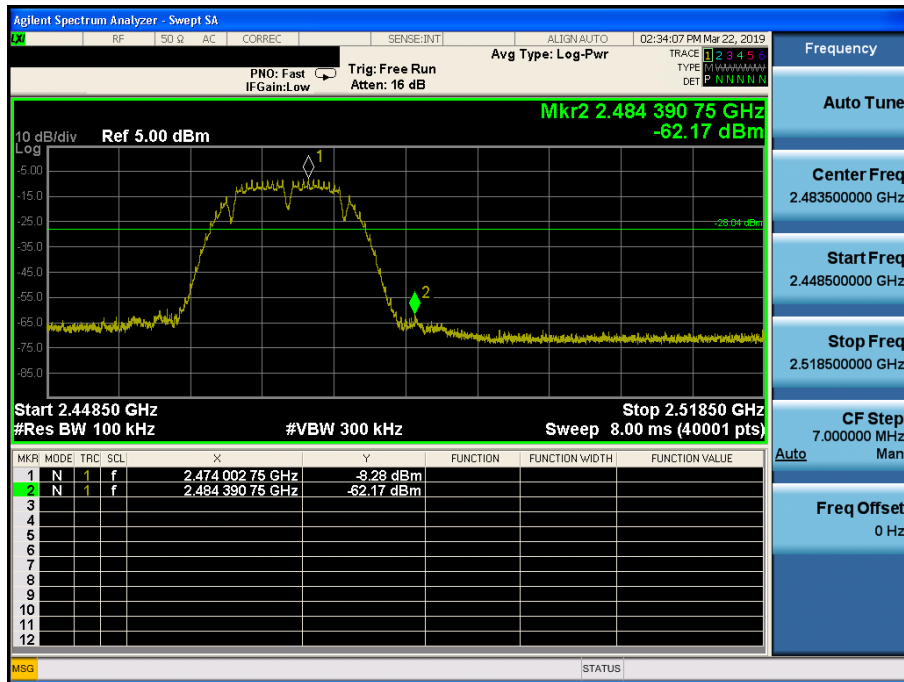 Agilent Spectrum Analyzer - Swept SA
LXI RF 50 Ω AC CORREC SENSE:INT ALIGN AUTO 02:34:07 PM Mar 22, 2019
Frequency
Avg Type: Log-Pwr
TRACE 1 2 3 4 5 6
PNO: Fast Trig: Free Run
TYPE M W W W W W
IFGain:Low Atten: 16 dB
DET P N N N N N
Auto Tune
Mkr2 2.484 390 75 GHz
-62.17 dBm
10 dB/div Ref 5.00 dBm
Log
1
-5.00
-15.0
-25.0
-28.04 dBm
-35.0
-45.0
-55.0
2
-65.0
-75.0
-85.0
Center Freq
2.483500000 GHz
Start Freq
2.448500000 GHz
Stop Freq
2.518500000 GHz
Start 2.44850 GHz Stop 2.51850 GHz
#Res BW 100 kHz #VBW 300 kHz Sweep 8.00 ms (40001 pts)
CF Step
7.000000 MHz
Auto Man
MKR MODE TRC SCL X Y FUNCTION FUNCTION WIDTH FUNCTION VALUE
1 N 1 f 2.474 002 75 GHz -8.28 dBm
2 N 1 f 2.484 390 75 GHz -62.17 dBm
3
4
5
6
7
8
9
10
11
12
Freq Offset
0 Hz
MSG STATUS